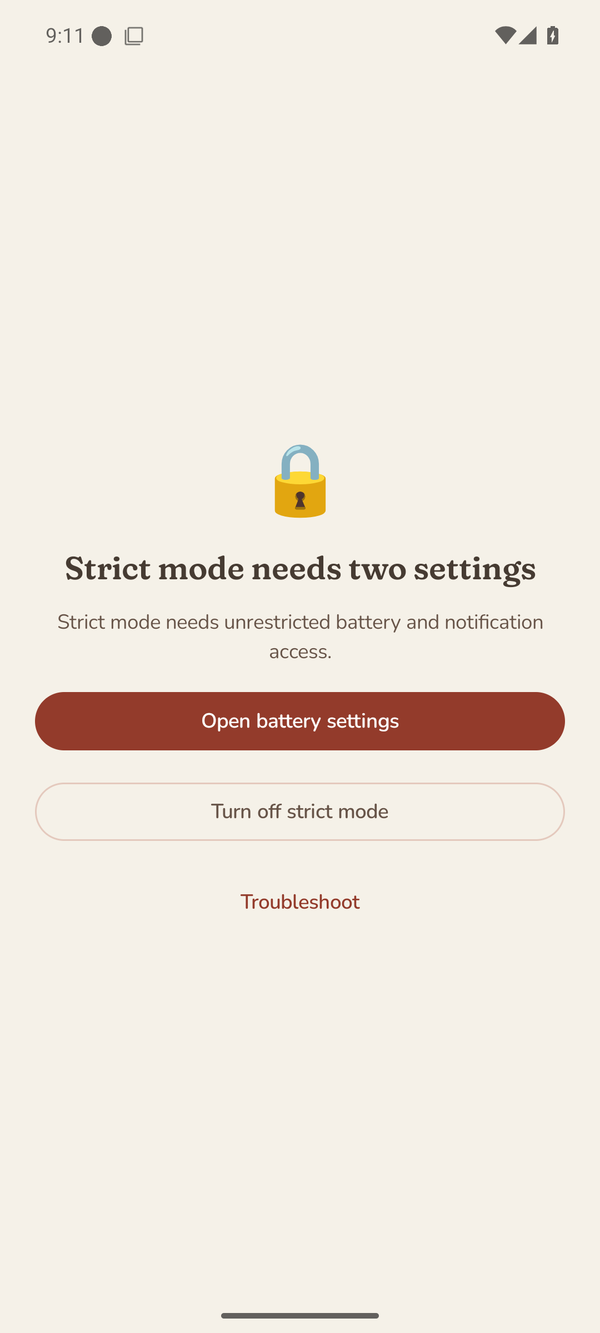 9:11
Strict mode needs two settings
Strict mode needs unrestricted battery and notification
access.
Open battery settings
Turn off strict mode
Troubleshoot